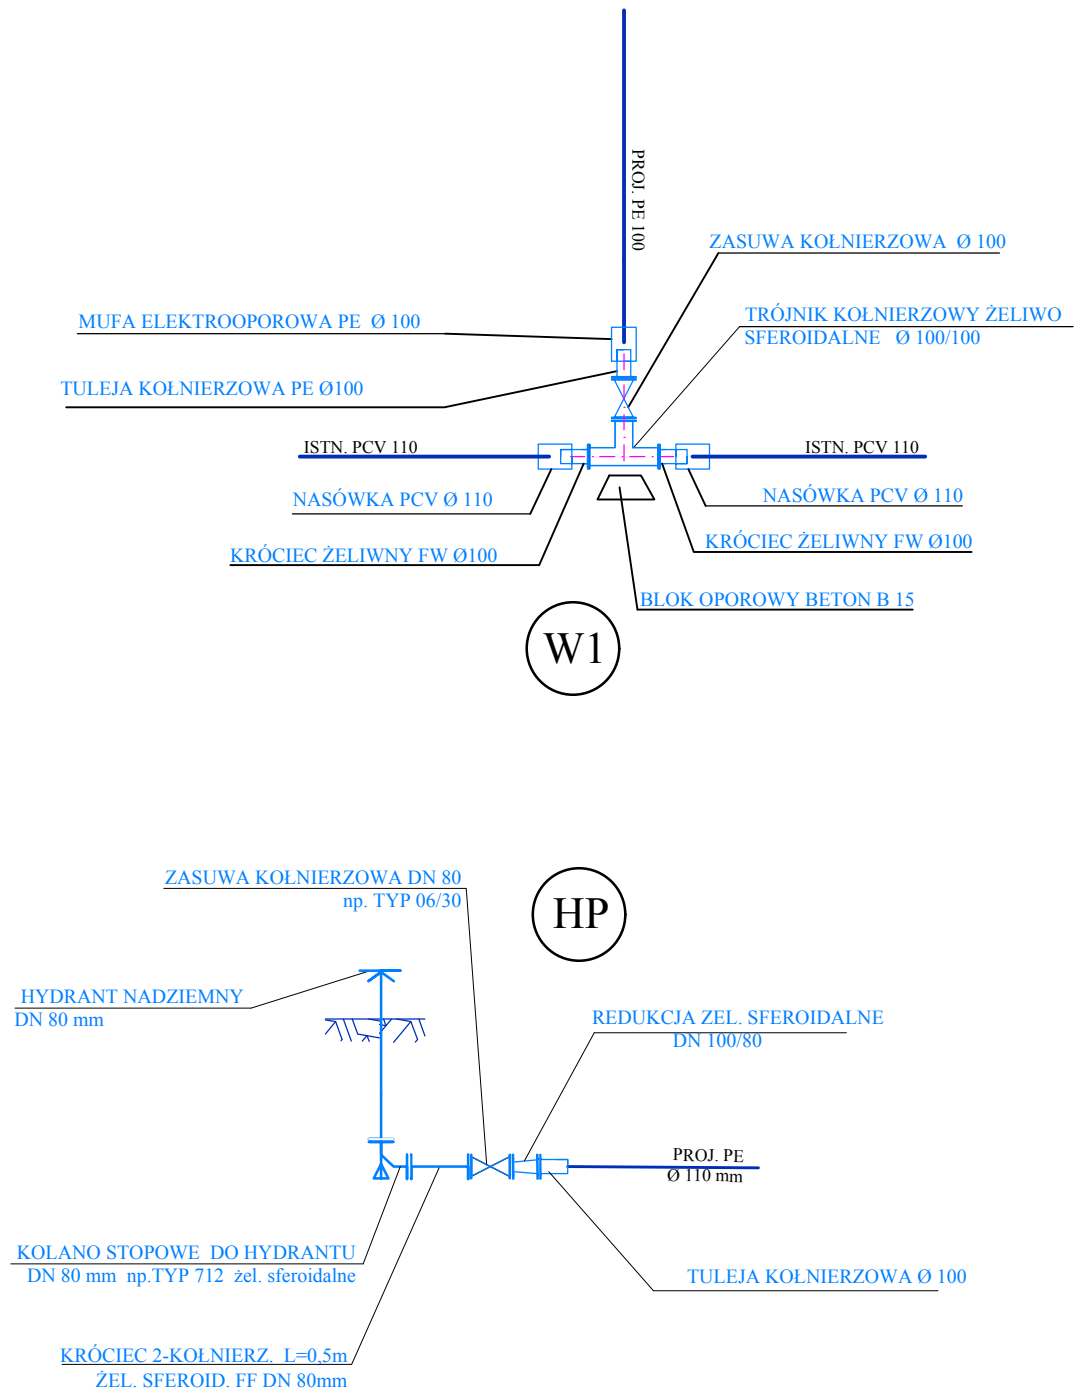 PROJ. PE 100
ZASUWA KOŁNIERZOWA Ø 100
MUFA ELEKTROOPOROWA PE Ø 100
TRÓJNIK KOŁNIERZOWY ŻELIWO
SFEROIDALNE Ø 100/100
TULEJA KOŁNIERZOWA PE Ø100
ISTN. PCV 110
ISTN. PCV 110
NASÓWKA PCV Ø 110
NASÓWKA PCV Ø 110
KRÓCIEC ŻELIWNY FW Ø100
KRÓCIEC ŻELIWNY FW Ø100
BLOK OPOROWY BETON B 15
W1
ZASUWA KOŁNIERZOWA DN 80
np. TYP 06/30
HP
HYDRANT NADZIEMNY
DN 80 mm
REDUKCJA ZEL. SFEROIDALNE
DN 100/80
PROJ. PE
Ø 110 mm
KOLANO STOPOWE DO HYDRANTU
DN 80 mm np.TYP 712 żel. sferoidalne
TULEJA KOŁNIERZOWA Ø 100
KRÓCIEC 2-KOŁNIERZ. L=0,5m
ŻEL. SFEROID. FF DN 80mm